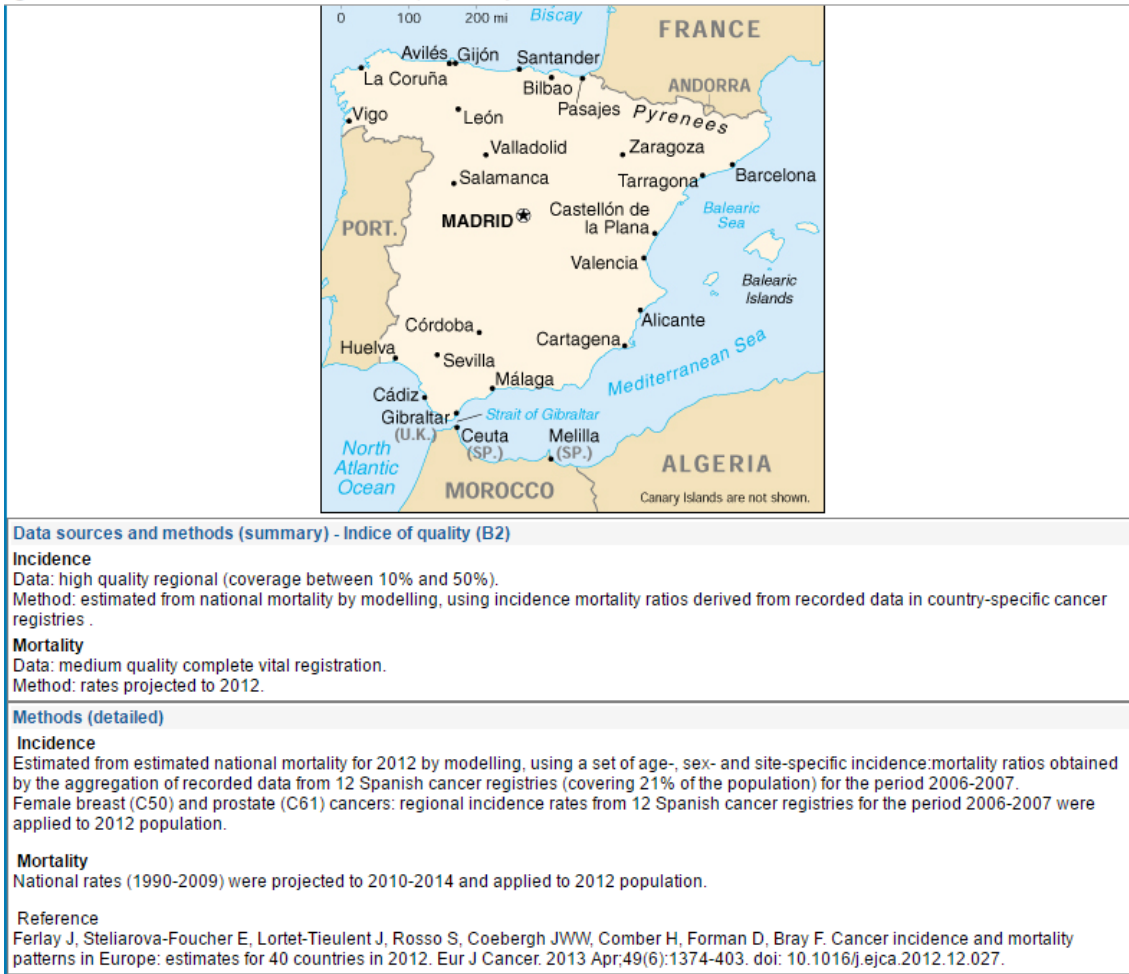 0 100 200 mi Biscay
FRANCE
Avilés Gijón Santander
La Coruña Bilbao ANDORRA
Pasajes Pyrenees
Vigo León
Valladolid Zaragoza
Salamanca Tarragona Barcelona
MADRID Castellón de
la Plana
Balearic
Sea
PORT.
Valencia Balearic
Islands
Alicante
Córdoba Cartagena
Huelva Sevilla
Mediterranean Sea
Málaga
Cádiz
Gibraltar Strait of Gibraltar
(U.K.) Ceuta Melilla
(SP.) (SP.)
North
Atlantic
Ocean
ALGERIA
MOROCCO Canary Islands are not shown.
Data sources and methods (summary) - Indice of quality (B2)
Incidence
Data: high quality regional (coverage between 10% and 50%).
Method: estimated from national mortality by modelling, using incidence mortality ratios derived from recorded data in country-specific cancer
registries .
Mortality
Data: medium quality complete vital registration.
Method: rates projected to 2012.
Methods (detailed)
Incidence
Estimated from estimated national mortality for 2012 by modelling, using a set of age-, sex- and site-specific incidence:mortality ratios obtained
by the aggregation of recorded data from 12 Spanish cancer registries (covering 21% of the population) for the period 2006-2007.
Female breast (C50) and prostate (C61) cancers: regional incidence rates from 12 Spanish cancer registries for the period 2006-2007 were
applied to 2012 population.
Mortality
National rates (1990-2009) were projected to 2010-2014 and applied to 2012 population.
Reference
Ferlay J, Steliarova-Foucher E, Lortet-Tieulent J, Rosso S, Coebergh JWW, Comber H, Forman D, Bray F. Cancer incidence and mortality
patterns in Europe: estimates for 40 countries in 2012. Eur J Cancer. 2013 Apr;49(6):1374-403. doi: 10.1016/j.ejca.2012.12.027.